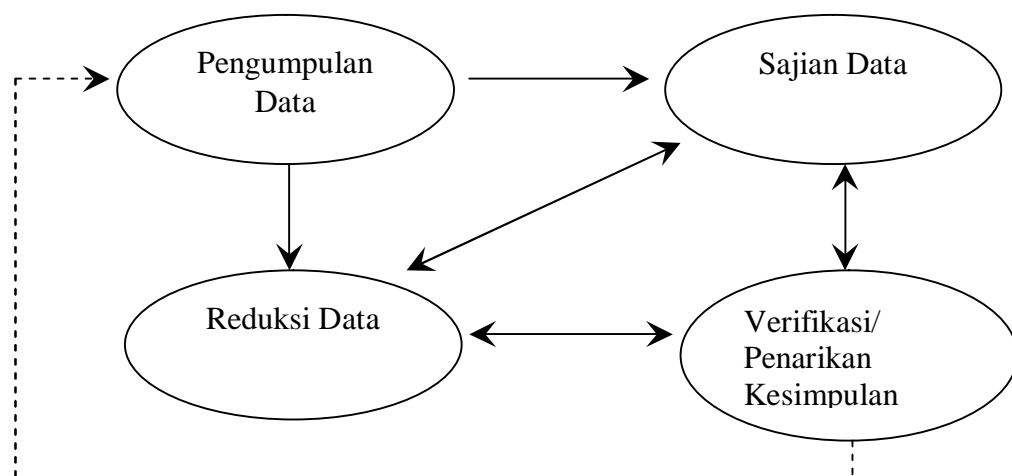 Pengumpulan
Data
Sajian Data
Reduksi Data
Verifikasi/
Penarikan
Kesimpulan